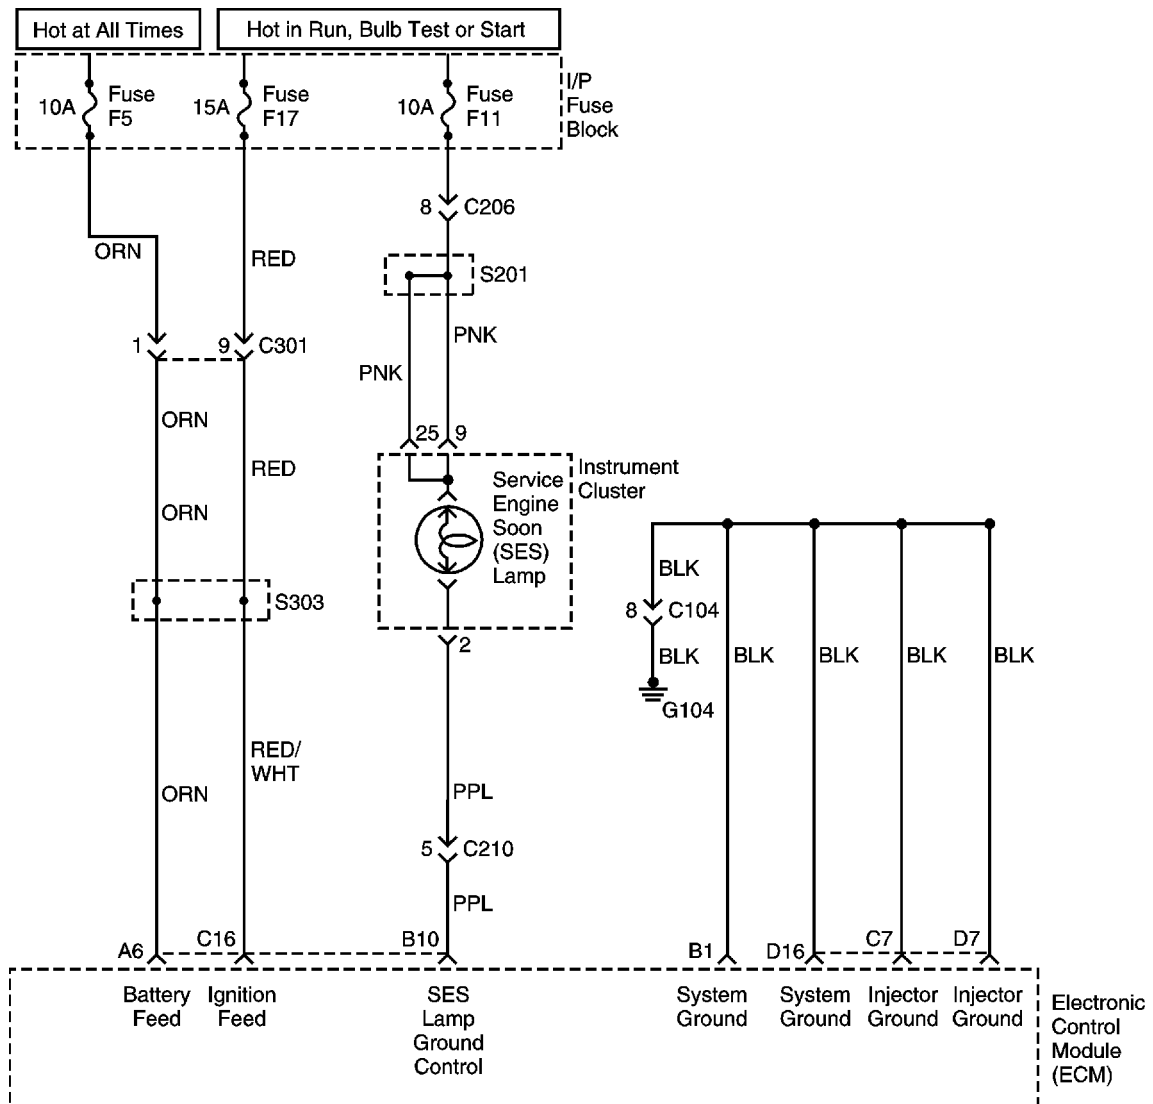 Hot at All Times
Hot in Run, Bulb Test or Start
10A
Fuse
F5
15A
Fuse
F17
10A
Fuse
F11
I/P
Fuse
Block
8
C206
ORN
RED
S201
PNK
1
9
C301
PNK
ORN
25
9
RED
Service
Engine
Soon
(SES)
Lamp
Instrument
Cluster
ORN
BLK
S303
8
C104
2
BLK
BLK
BLK
BLK
BLK
G104
RED/
WHT
ORN
PPL
5
C210
PPL
A6
C16
B10
B1
D16
C7
D7
Battery
Feed
Ignition
Feed
SES
Lamp
Ground
Control
System
Ground
System
Ground
Injector
Ground
Injector
Ground
Electronic
Control
Module
(ECM)